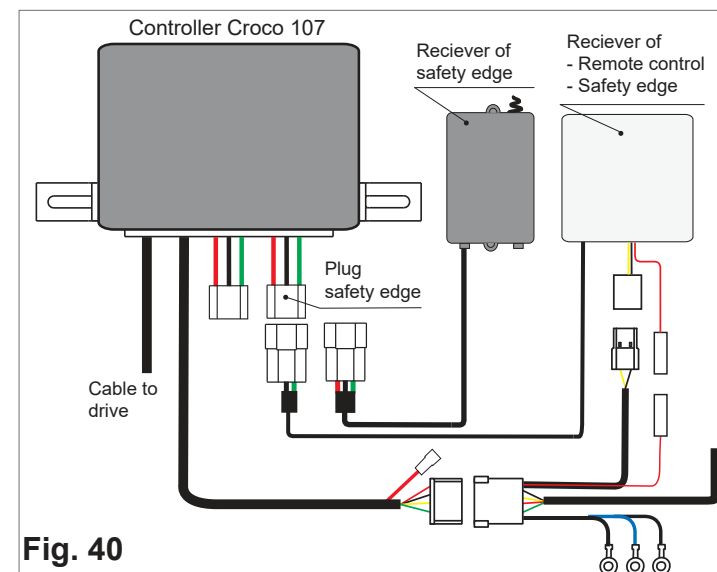 Controller Croco 107
Reciever of
safety edge
Reciever of
- Remote control
- Safety edge
Plug
safety edge
Cable to
drive
Fig. 40